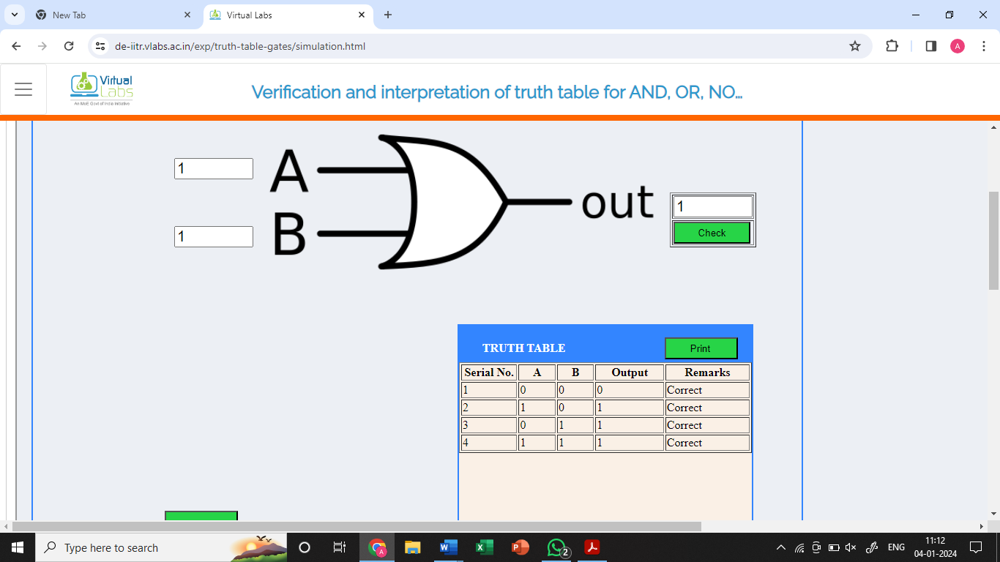 New Tab
Virtual Labs
de-iitr.vlabs.ac.in/exp/truth-table-gates/simulation.html
Virtual
Labs
An MoE Govt of India Initiative
Verification and interpretation of truth table for AND, OR, NO...
1 A
out 1
1 B
Check
TRUTH TABLE Print
Serial No. A B Output Remarks
1 0 0 0 Correct
2 1 0 1 Correct
3 0 1 1 Correct
4 1 1 1 Correct
Type here to search
A
W
X
P
2
ENG
11:12
04-01-2024